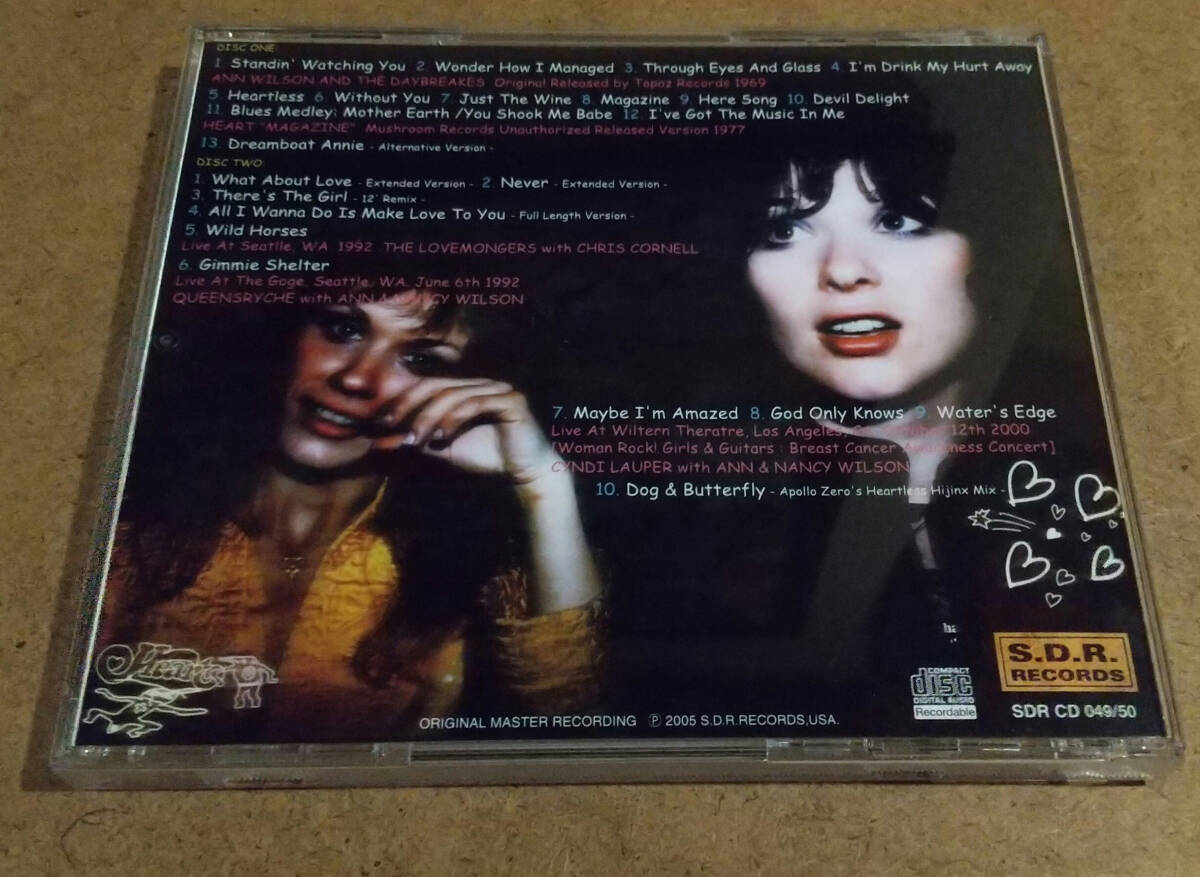 DISC ONE:
1. Standin' Watching You 2. Wonder How I Managed 3. Through Eyes And Glass 4. I'm Drink My Hurt Away
ANN WILSON AND THE DAYBREAKES Original Released by Topaz Records 1969
5. Heartless 6. Without You 7. Just The Wine 8. Magazine 9. Here Song 10. Devil Delight
11. Blues Medley: Mother Earth /You Shook Me Babe 12. I've Got The Music In Me
HEART "MAGAZINE" Mushroom Records Unauthorized Released Version 1977
13. Dreamboat Annie - Alternative Version -
DISC TWO:
1. What About Love - Extended Version - 2. Never - Extended Version -
3. There's The Girl - 12' Remix -
4. All I Wanna Do Is Make Love To You - Full Length Version -
5. Wild Horses
Live At Seattle, WA 1992 THE LOVEMONGERS with CHRIS CORNELL
6. Gimmie Shelter
Live At The Goge, Seattle, WA, June 6th 1992
QUEENSRYCHE with ANN & NANCY WILSON
7. Maybe I'm Amazed 8. God Only Knows 9. Water's Edge
Live At Wiltern Theratre, Los Angeles, 12th 2000
[Woman Rock! Girls & Guitars : Breast Cancer Awareness Concert]
CYNDI LAUPER with ANN & NANCY WILSON
10. Dog & Butterfly - Apollo Zero's Heartless Hijinx Mix -
Heart
COMPACT
disc
DIGITAL AUDIO
Recordable
S.D.R.
RECORDS
SDR CD 049/50
ORIGINAL MASTER RECORDING Ⓟ 2005 S.D.R.RECORDS,USA.